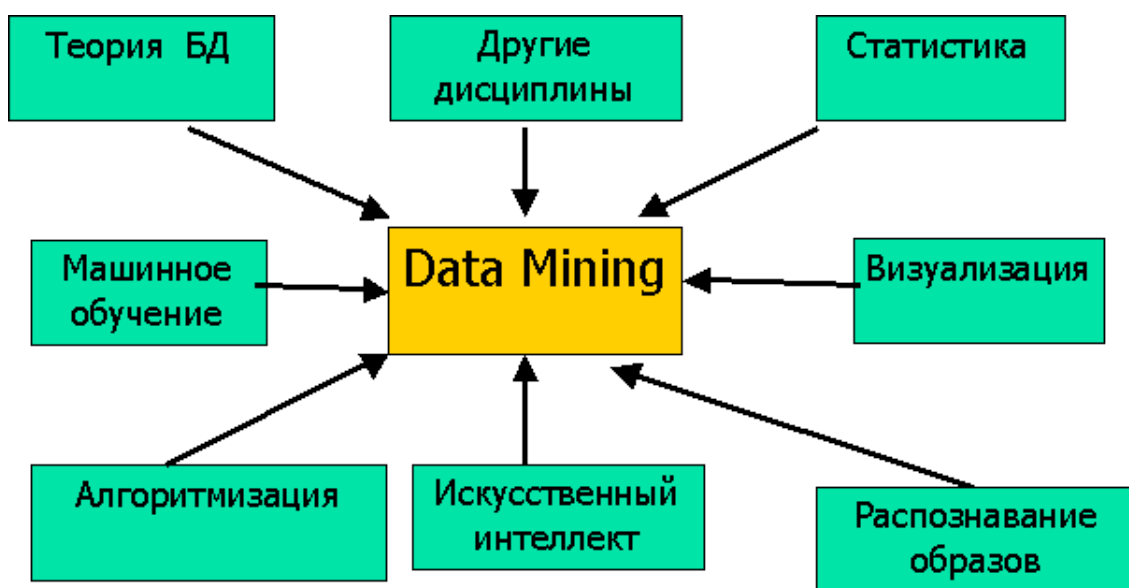 Теория БД
Другие
дисциплины
Статистика
Машинное
обучение
Data Mining
Визуализация
Алгоритмизация
Искусственный
интеллект
Распознавание
образов